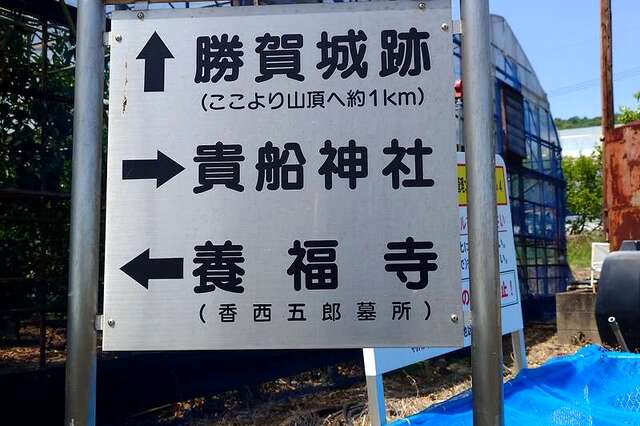 ↑ 勝賀城跡
(ここより山頂へ約1km)
→ 貴船神社
← 養福寺
(香西五郎墓所)